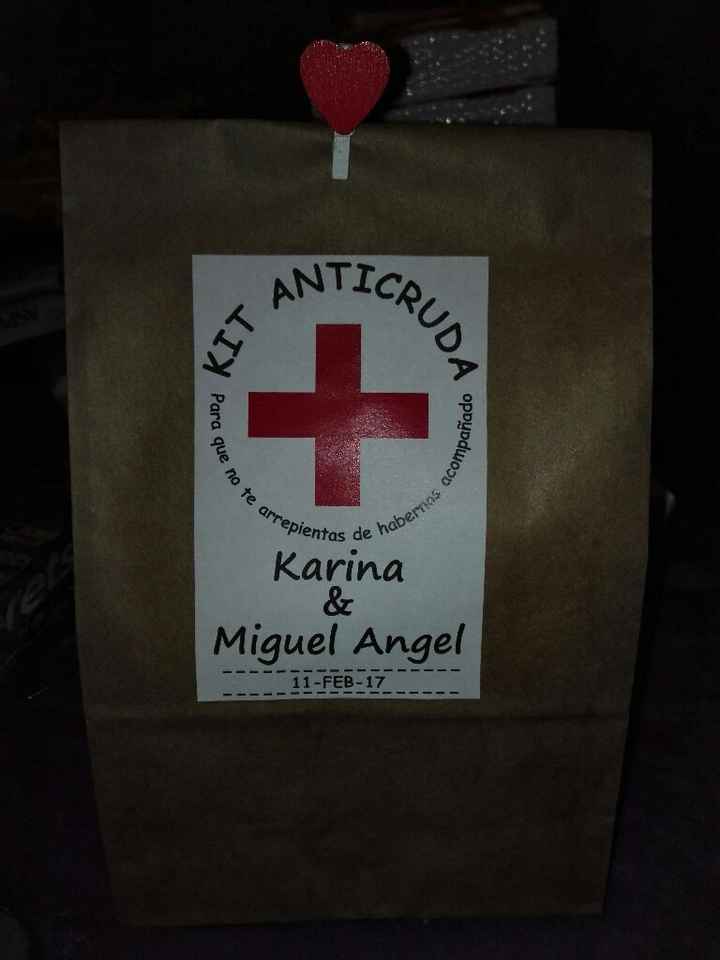 KIT ANTICRUDA
Para que no te arrepientas de habernos acompañado
Karina
&
Miguel Angel
11-FEB-17